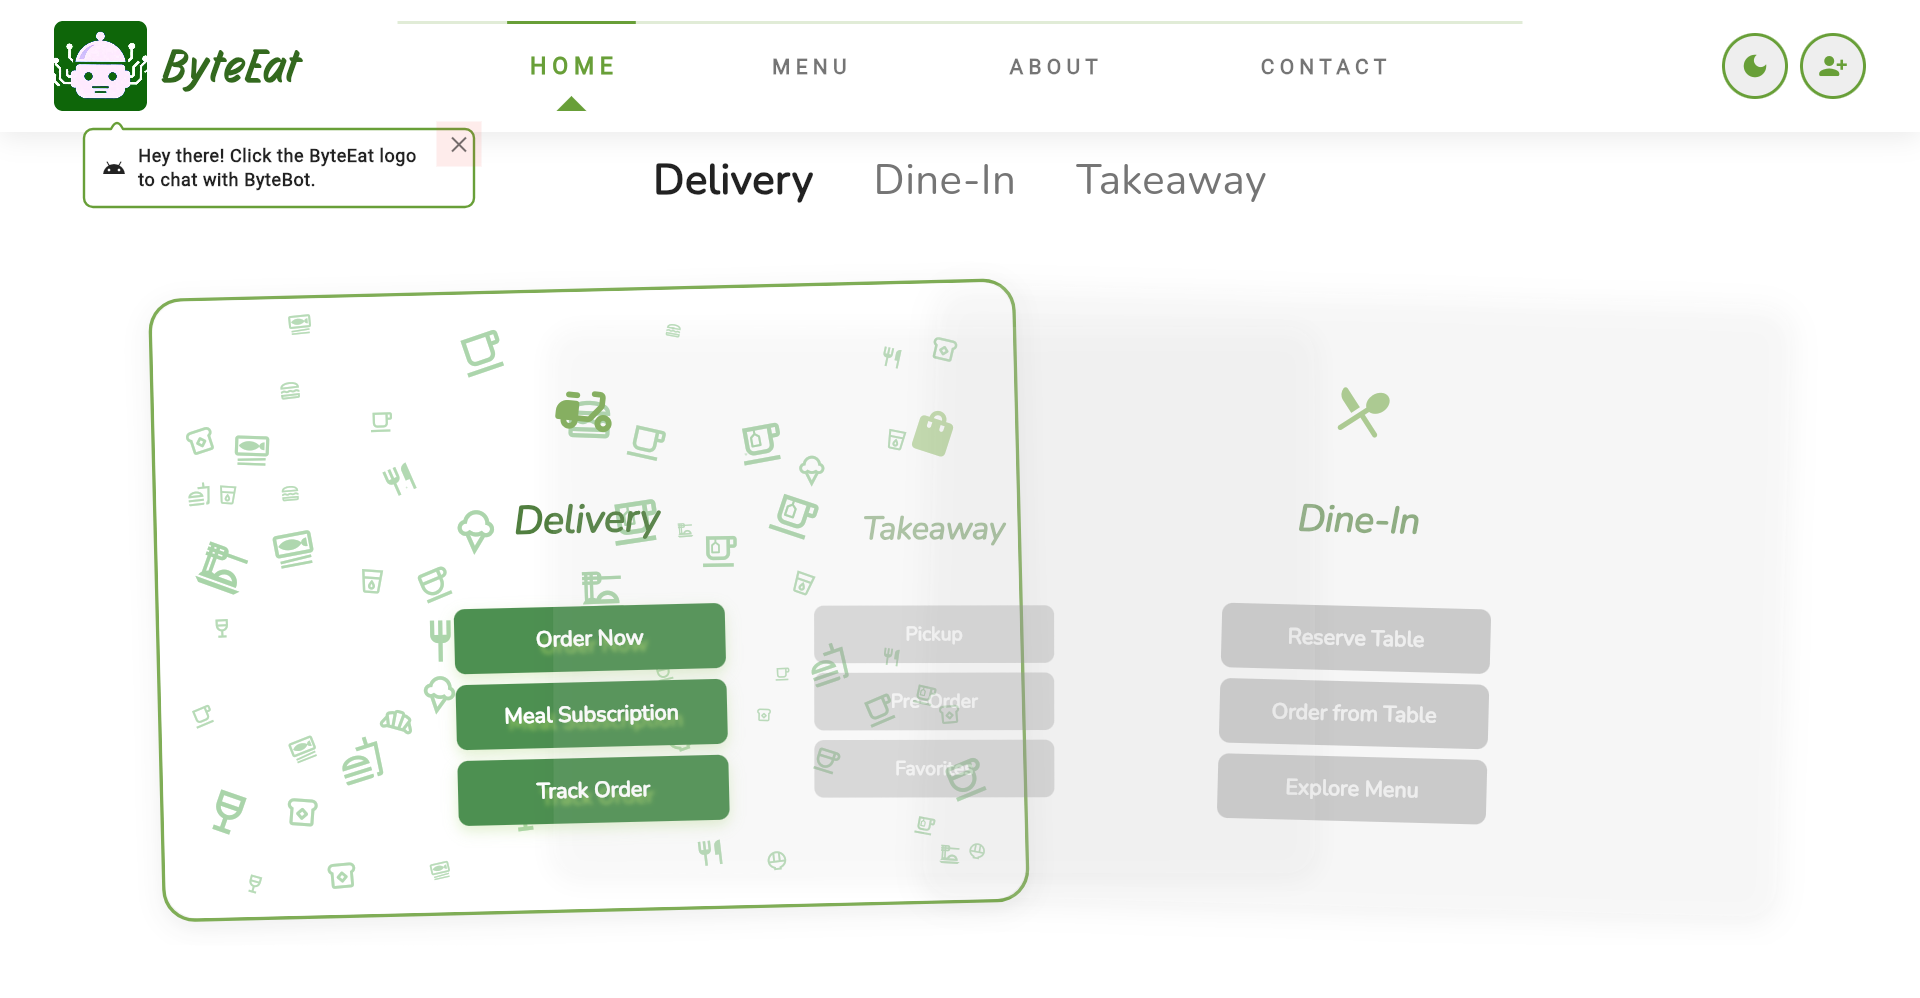 ByteEat
HOME
MENU
ABOUT
CONTACT
Hey there! Click the ByteEat logo
to chat with ByteBot.
Delivery
Dine-In
Takeaway
Delivery
Order Now
Meal Subscription
Track Order
Takeaway
Pickup
Pre-Order
Favorites
Dine-In
Reserve Table
Order from Table
Explore Menu